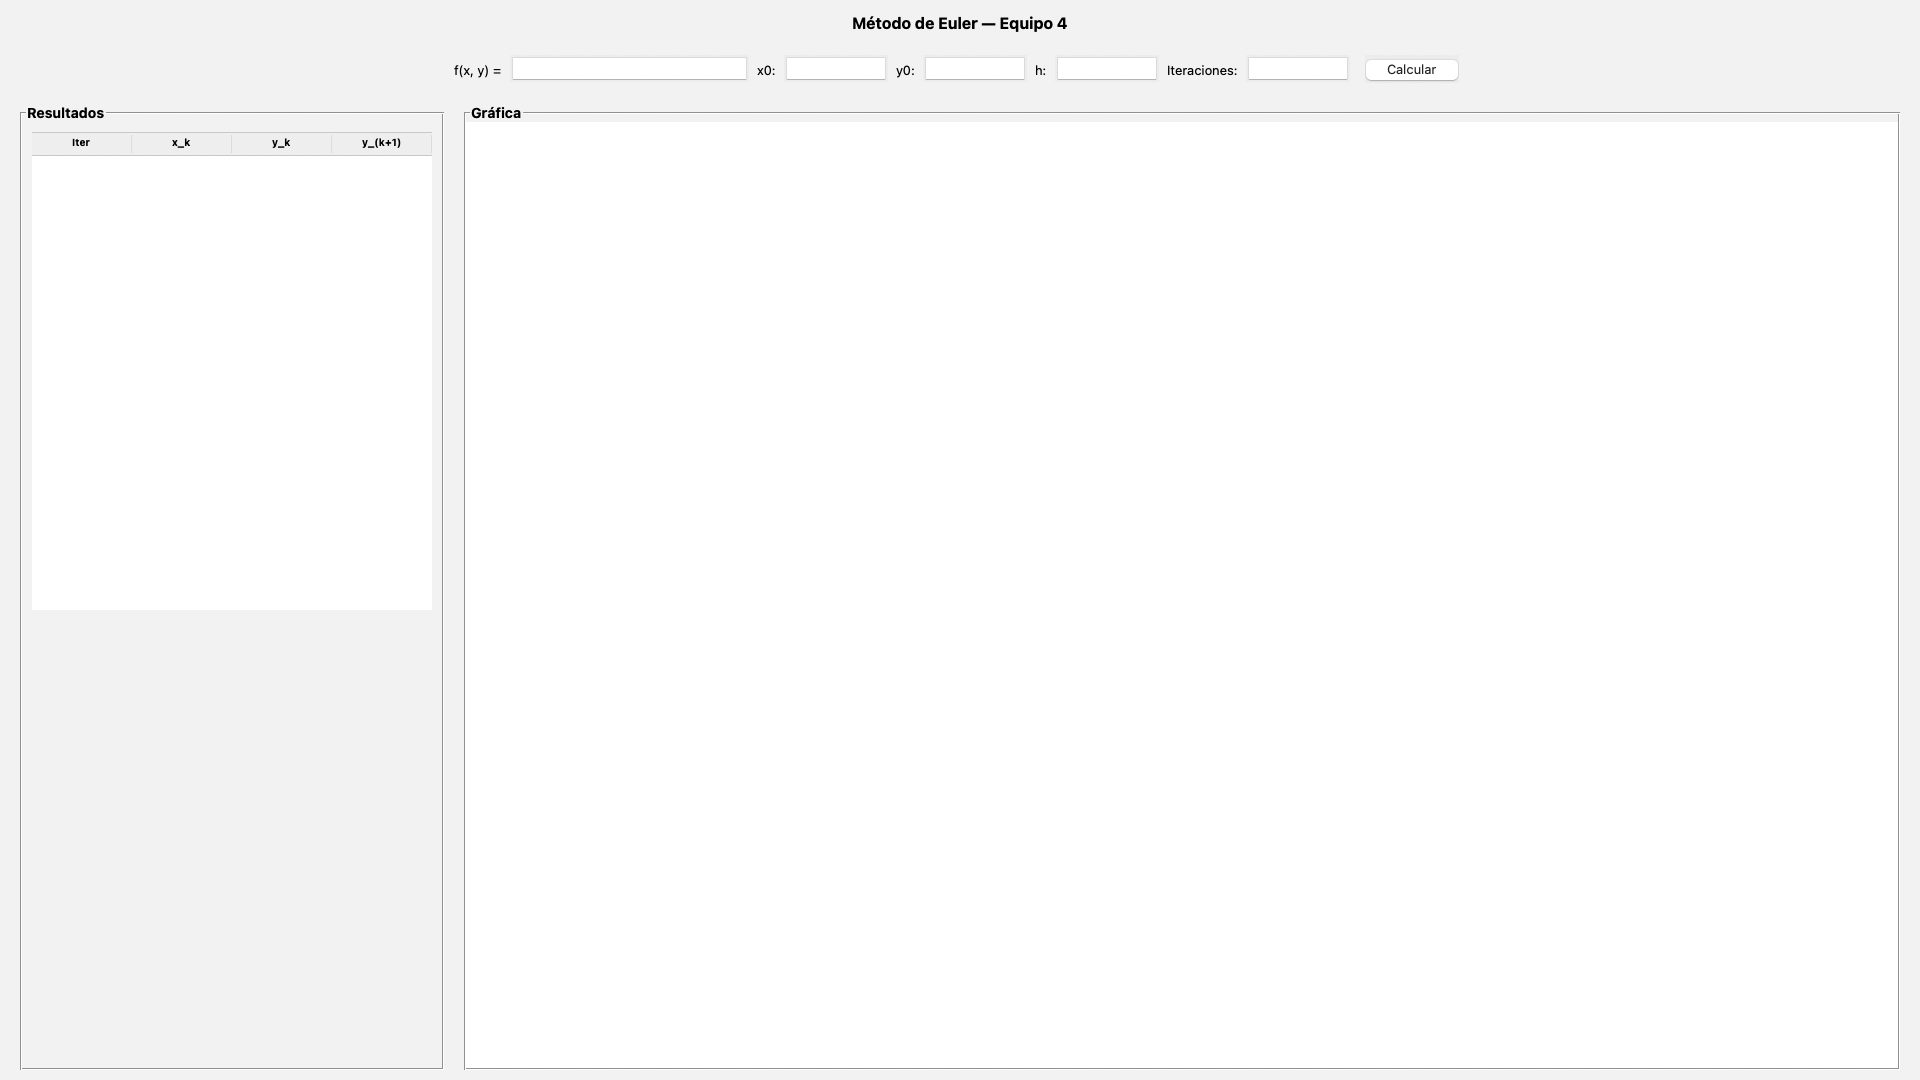 Método de Euler — Equipo 4
f(x, y) = x0: y0: h: Iteraciones: Calcular
Resultados
Iter x_k y_k y_(k+1)
Gráfica